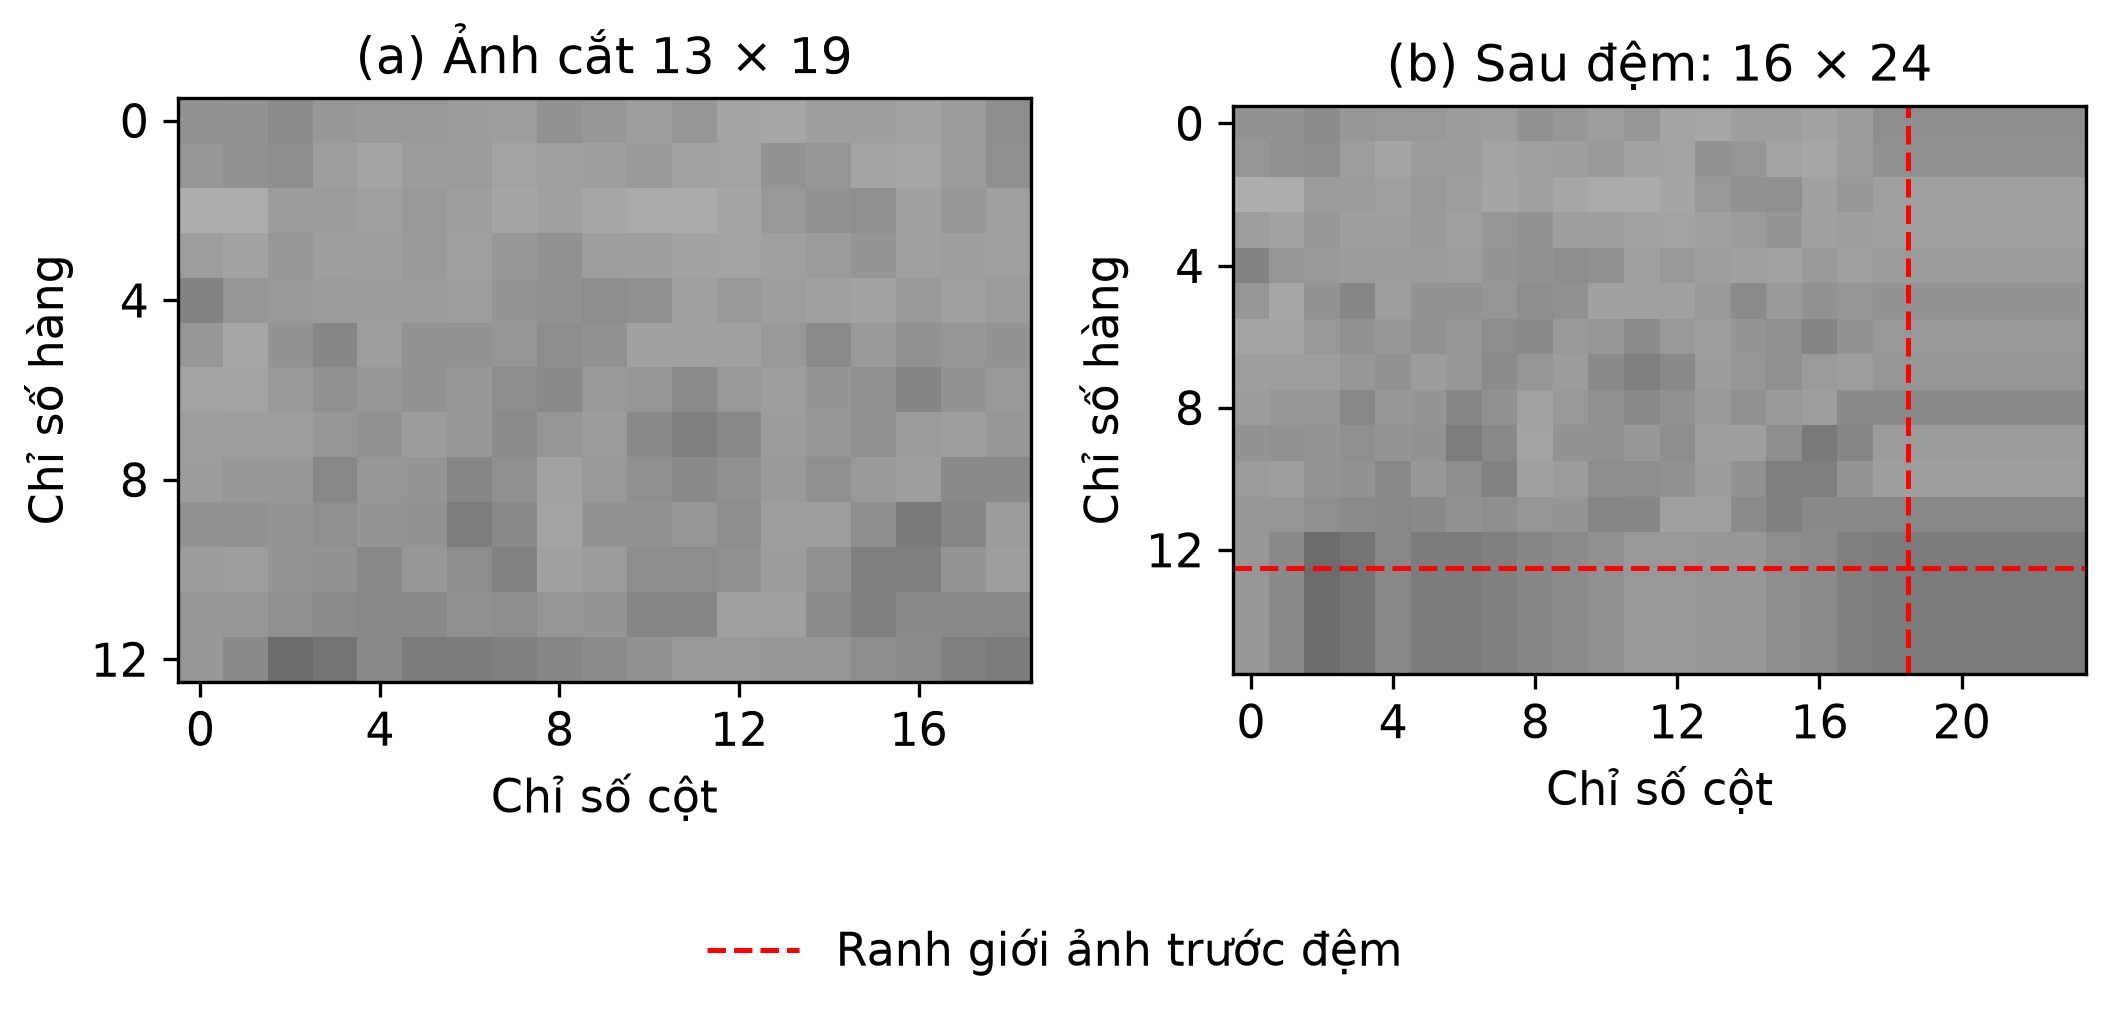 (a) Ảnh cắt 13 × 19
0
4
8
12
0 4 8 12 16
Chỉ số hàng
Chỉ số cột
(b) Sau đệm: 16 × 24
0
4
8
12
0 4 8 12 16 20
Chỉ số hàng
Chỉ số cột
Ranh giới ảnh trước đệm